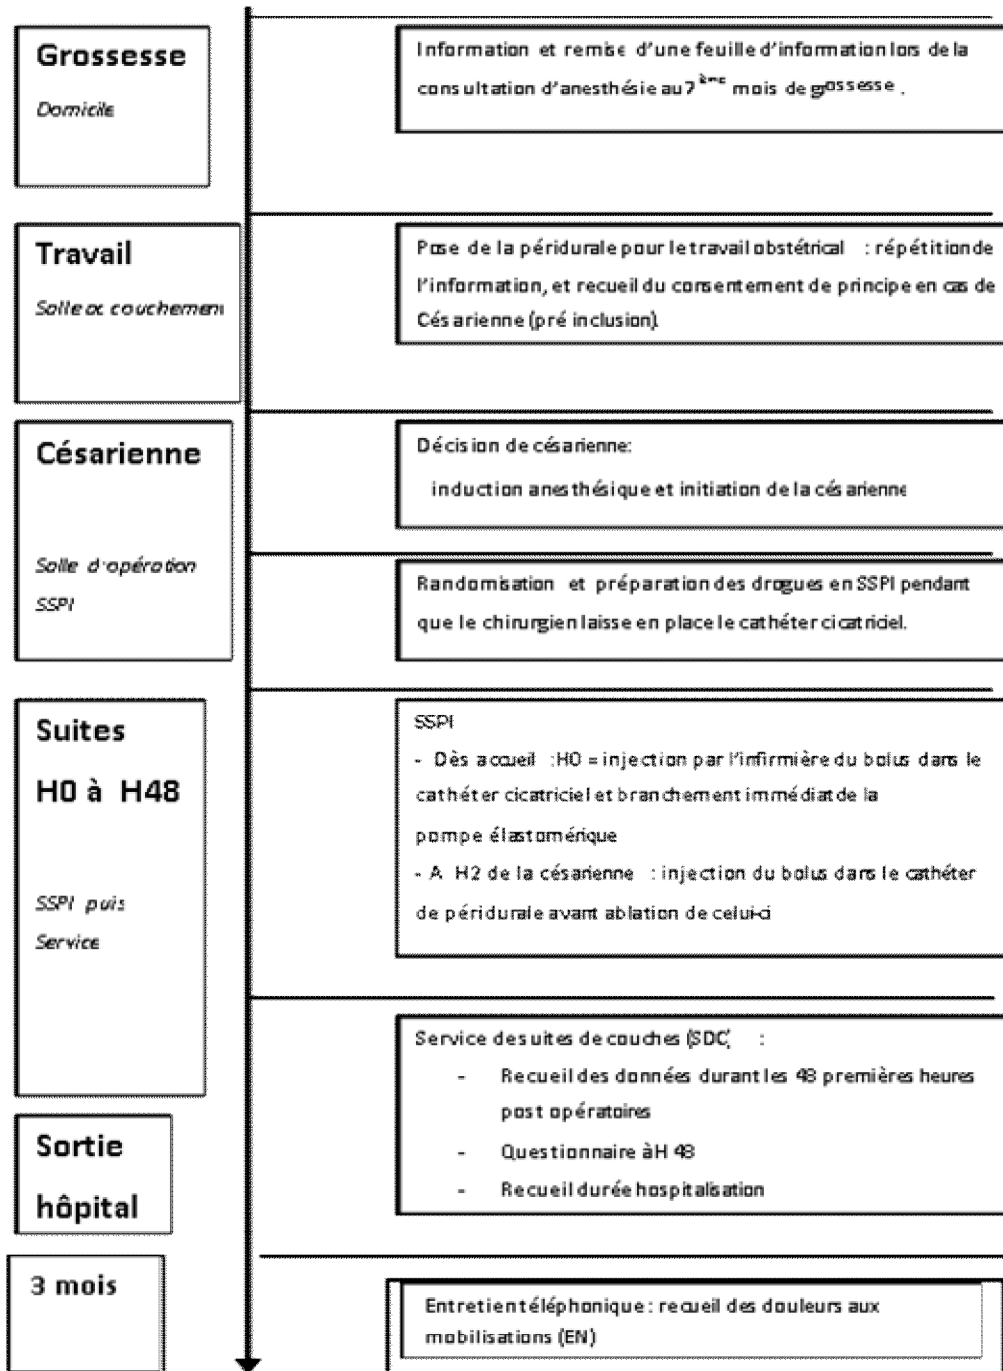 Grossesse
Domicile
Information et remise d'une feuille d'information lors de la
consultation d'anesthésie au 7ème mois de grossesse .
Travail
Salle accouchement
Pose de la péridurale pour le travail obstétrical : répétition de
l'information, et recueil du consentement de principe en cas de
Césarienne (pré inclusion).
Césarienne
Salle d'opération
SSPI
Décision de césarienne:
induction anesthésique et initiation de la césarienne
Randomisation et préparation des drogues en SSPI pendant
que le chirurgien laisse en place le cathéter cicatriciel.
Suites
H0 à H48
SSPI puis
Service
SSPI
- Dès accueil : H0 = injection par l'infirmière du bolus dans le
cathéter cicatriciel et branchement immédiat de la
pompe élastomérique
- A H2 de la césarienne : injection du bolus dans le cathéter
de péridurale avant ablation de celui-ci
Service des uites de couches (SDC) :
- Recueil des données durant les 48 premières heures
post opératoires
- Questionnaire à H 48
- Recueil durée hospitalisation
Sortie
hôpital
3 mois
Entretien téléphonique : recueil des douleurs aux
mobilisations (EN)